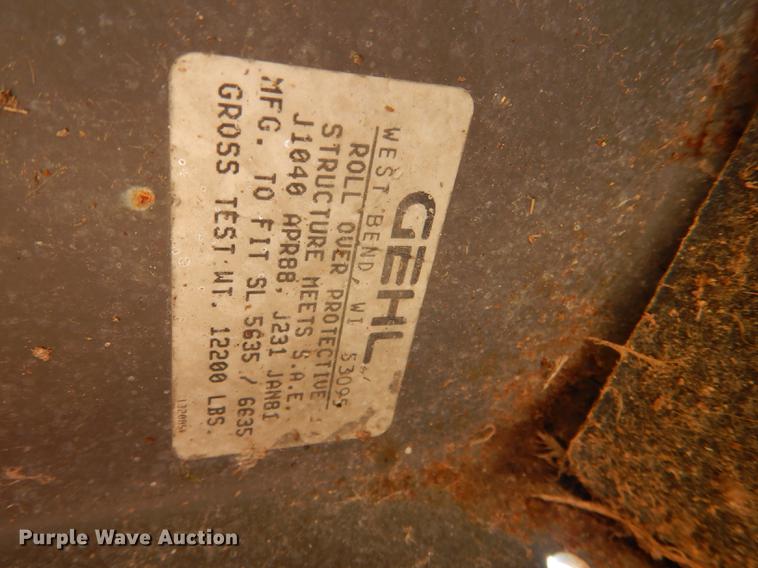 GEHL
WEST BEND, WI 53095
ROLL OVER PROTECTIVE
STRUCTURE MEETS S.A.E.
J1040 APR88, J231 JAN81
MFG. TO FIT SL 5635 / 6635
GROSS TEST WT. 12200 LBS.
Purple Wave Auction